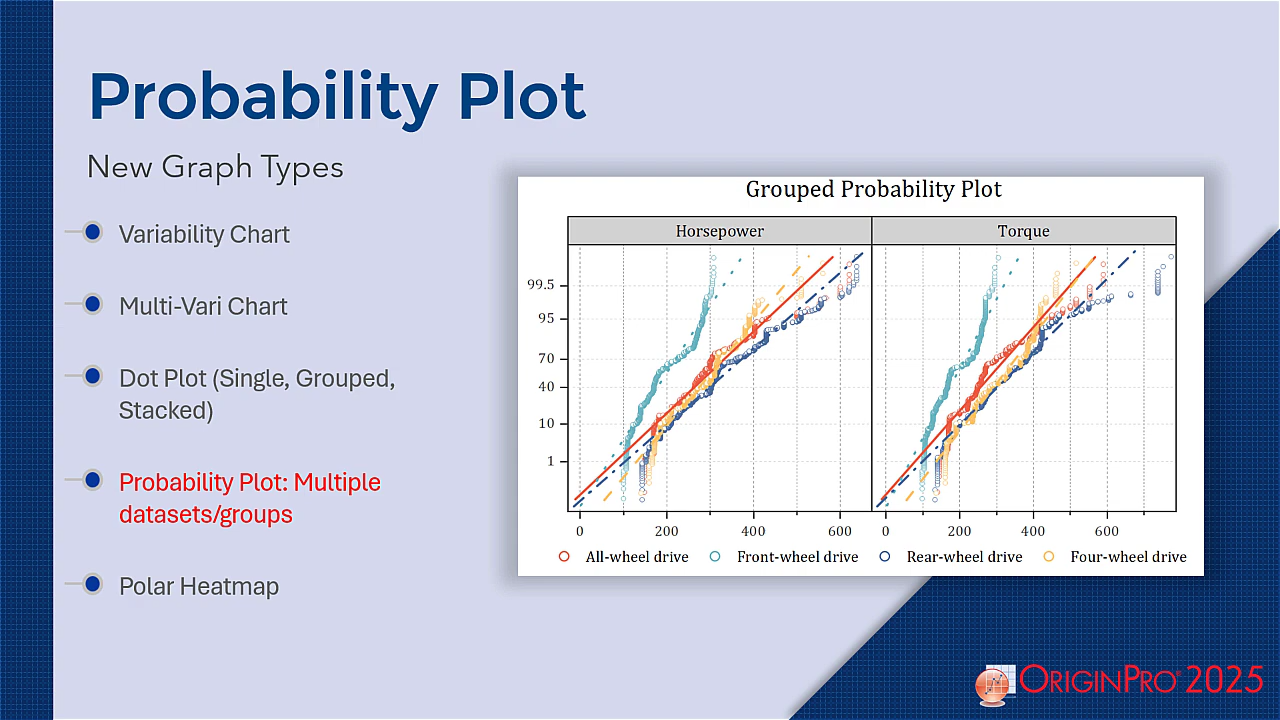 Probability Plot
New Graph Types
Variability Chart
Multi-Vari Chart
Dot Plot (Single, Grouped,
Stacked)
Probability Plot: Multiple
datasets/groups
Polar Heatmap
Grouped Probability Plot
Horsepower Torque
99.5
95
70
40
10
1
0 200 400 600 0 200 400 600
All-wheel drive Front-wheel drive Rear-wheel drive Four-wheel drive
ORIGINPRO® 2025